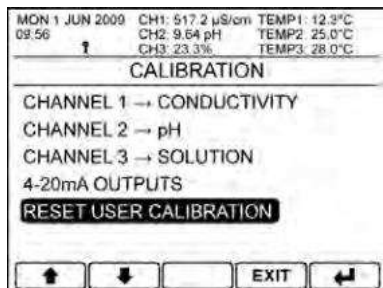 MON 1 JUN 2009 CH1: 517.2 µS/cm TEMP1: 12.3°C
09:56 CH2: 9.64 pH TEMP2: 25.0°C
CH3: 23.3% TEMP3: 28.0°C
CALIBRATION
CHANNEL 1 → CONDUCTIVITY
CHANNEL 2 → pH
CHANNEL 3 → SOLUTION
4-20mA OUTPUTS
RESET USER CALIBRATION
EXIT